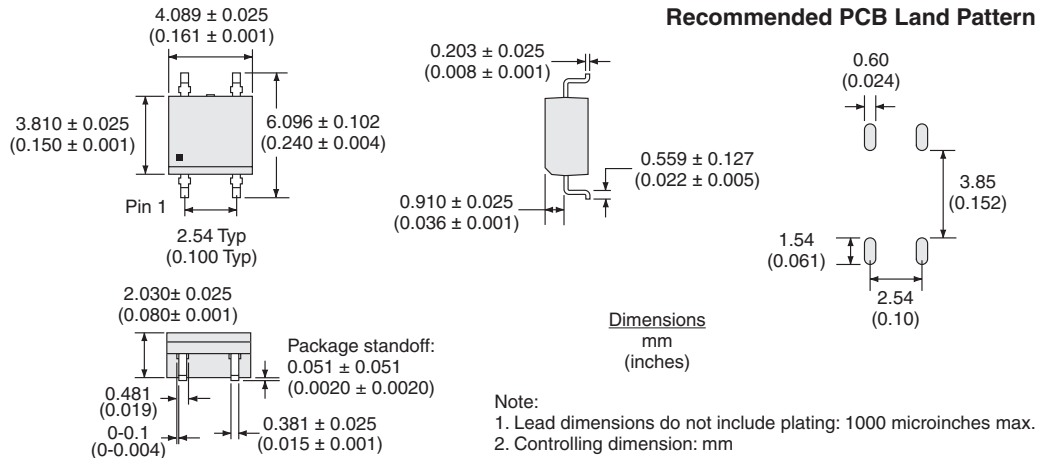 Recommended PCB Land Pattern
4.089 ± 0.025
(0.161 ± 0.001)
3.810 ± 0.025
(0.150 ± 0.001)
6.096 ± 0.102
(0.240 ± 0.004)
Pin 1
2.54 Typ
(0.100 Typ)
0.203 ± 0.025
(0.008 ± 0.001)
0.559 ± 0.127
(0.022 ± 0.005)
0.910 ± 0.025
(0.036 ± 0.001)
0.60
(0.024)
3.85
(0.152)
1.54
(0.061)
2.54
(0.10)
2.030± 0.025
(0.080± 0.001)
Package standoff:
0.051 ± 0.051
(0.0020 ± 0.0020)
0.481
(0.019)
0-0.1
(0-0.004)
0.381 ± 0.025
(0.015 ± 0.001)
Dimensions
mm
(inches)
Note:
1. Lead dimensions do not include plating: 1000 microinches max.
2. Controlling dimension: mm